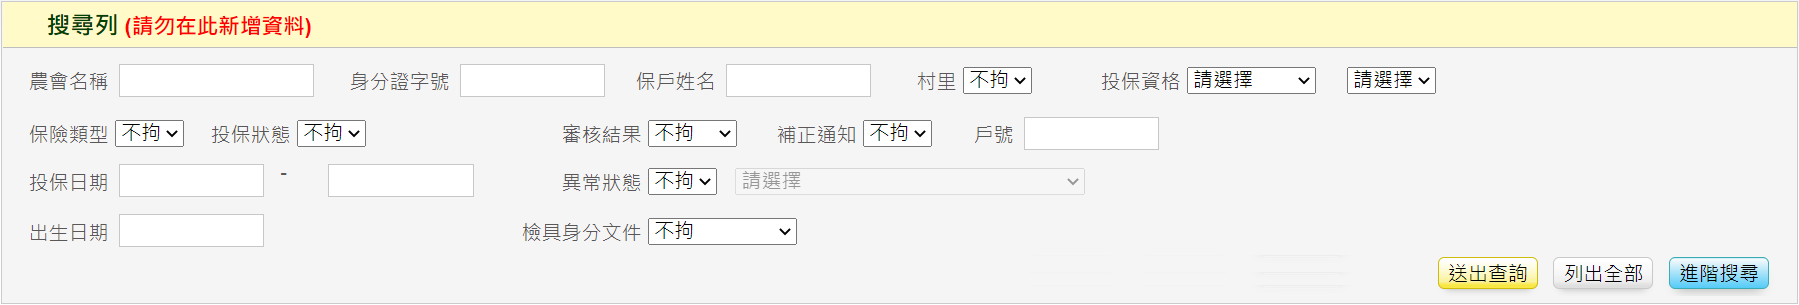 搜尋列 (請勿在此新增資料)
農會名稱 身分證字號 保戶姓名 村里 不拘 投保資格 請選擇 請選擇
保險類型 不拘 投保狀態 不拘 審核結果 不拘 補正通知 不拘 戶號
投保日期 - 異常狀態 不拘 請選擇
出生日期 檢具身分文件 不拘
送出查詢 列出全部 進階搜尋